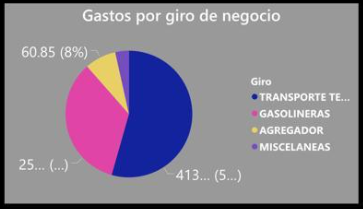 Gastos por giro de negocio
60.85 (8%)
Giro
TRANSPORTE TE...
GASOLINERAS
AGREGADOR
MISCELANEAS
25... (...)
413... (5...)